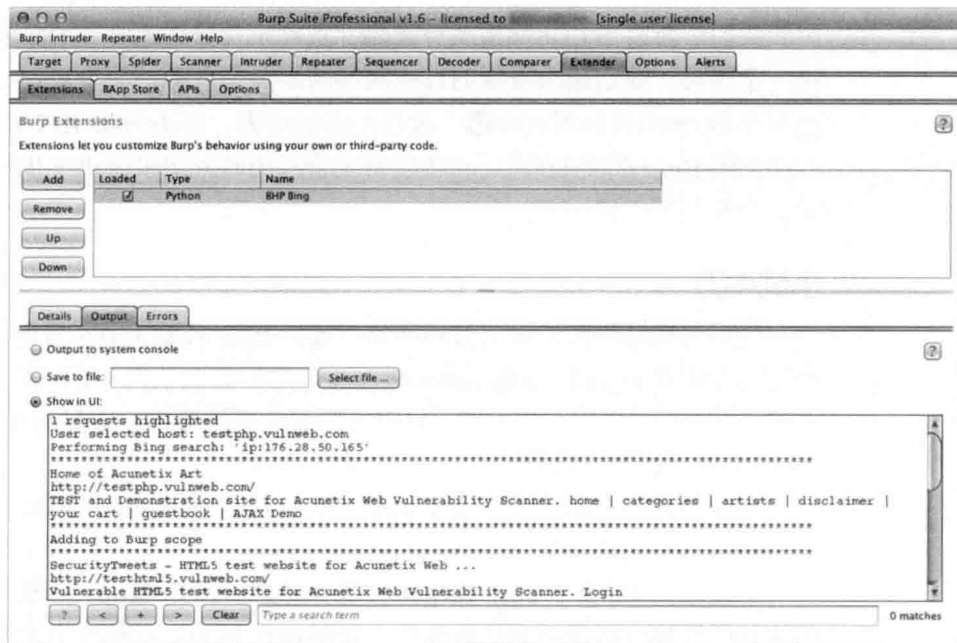 Burp Suite Professional v1.6 – licensed to [single user license]
Burp Intruder Repeater Window Help
Target Proxy Spider Scanner Intruder Repeater Sequencer Decoder Comparer Extender Options Alerts
Extensions BApp Store APIs Options
Burp Extensions
?
Extensions let you customize Burp's behavior using your own or third-party code.
Add
Loaded Type Name
Python BHP Bing
Remove
Up
Down
Details Output Errors
Output to system console
?
Save to file: Select file ...
Show in UI:
1 requests highlighted
User selected host: testphp.vulnweb.com
Performing Bing search: 'ip:176.28.50.165'
****************************************************************************************************
Home of Acunetix Art
http://testphp.vulnweb.com/
TEST and Demonstration site for Acunetix Web Vulnerability Scanner. home | categories | artists | disclaimer |
your cart | guestbook | AJAX Demo
****************************************************************************************************
Adding to Burp scope
****************************************************************************************************
SecurityTweets - HTML5 test website for Acunetix Web ...
http://testhtml5.vulnweb.com/
Vulnerable HTML5 test website for Acunetix Web Vulnerability Scanner. Login
? < + > Clear Type a search term 0 matches